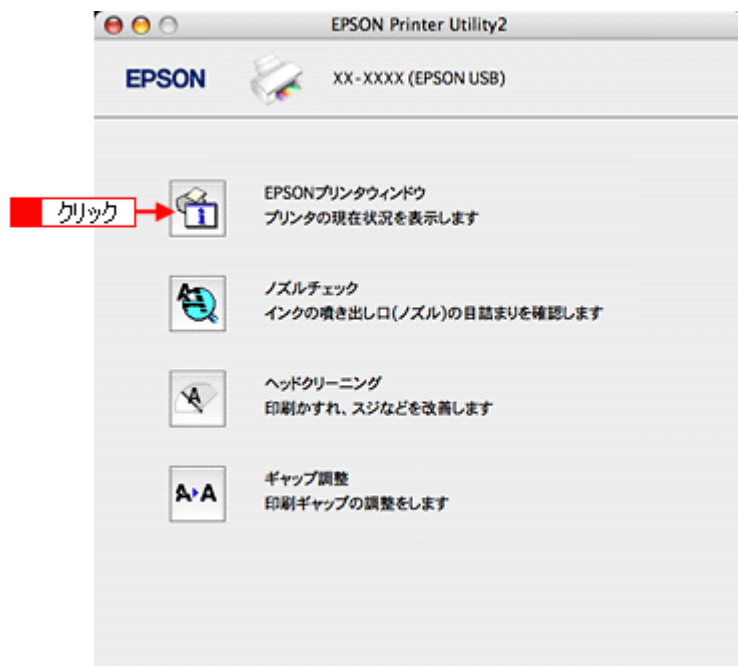 EPSON Printer Utility2
EPSON
XX-XXXX (EPSON USB)
クリック
EPSONプリンタウィンドウ
プリンタの現在状況を表示します
ノズルチェック
インクの噴き出し口(ノズル)の目詰まりを確認します
ヘッドクリーニング
印刷かすれ、スジなどを改善します
A▸A
ギャップ調整
印刷ギャップの調整をします